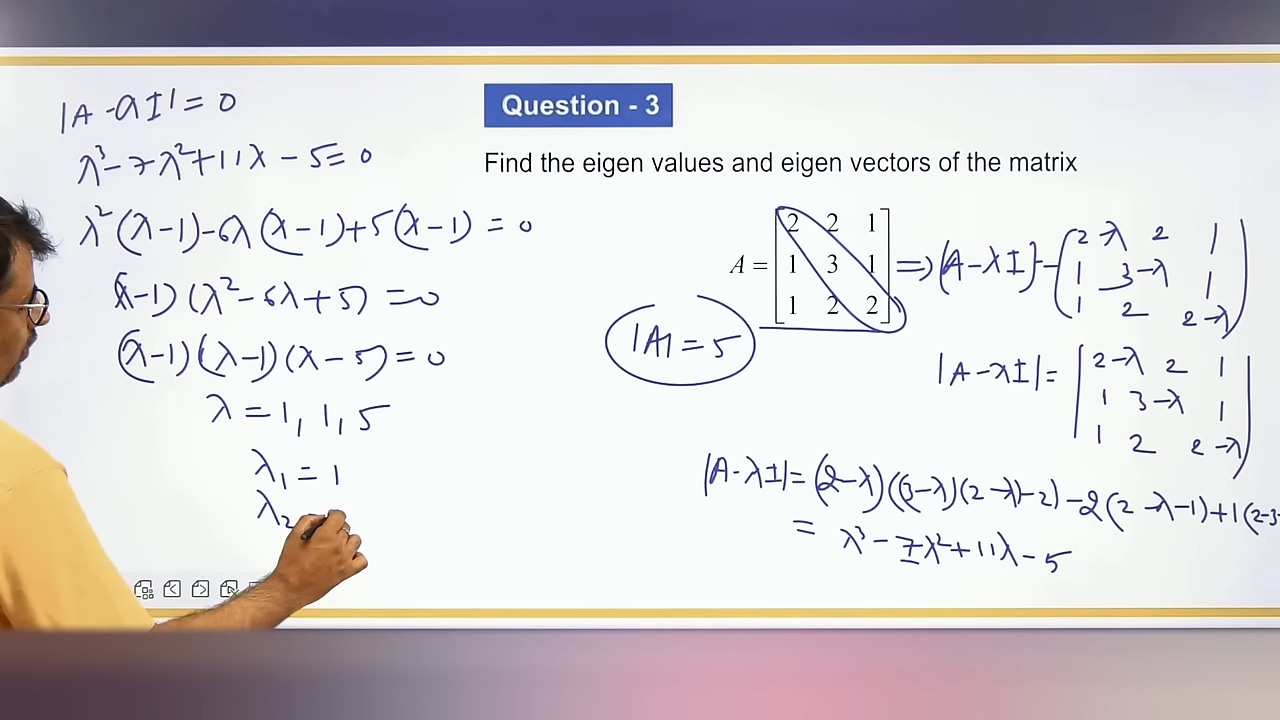 |A - λI| = 0
λ³ - 7λ² + 11λ - 5 = 0
λ²(λ-1) - 6λ(λ-1) + 5(λ-1) = 0
(λ-1)(λ² - 6λ + 5) = 0
(λ-1)(λ-1)(λ-5) = 0
λ = 1, 1, 5
λ₁ = 1
λ₂
Question - 3
Find the eigen values and eigen vectors of the matrix
A = [2 2 1
1 3 1
1 2 2]
⇒ [A - λI] - (2-λ 2 1
1 3-λ 1
1 2 2-λ)
|A| = 5
|A - λI| = |2-λ 2 1
1 3-λ 1
1 2 2-λ|
|A - λI| = (2-λ)((3-λ)(2-λ)-2) - 2(2-λ-1) + 1(2-3
= λ³ - 7λ² + 11λ - 5